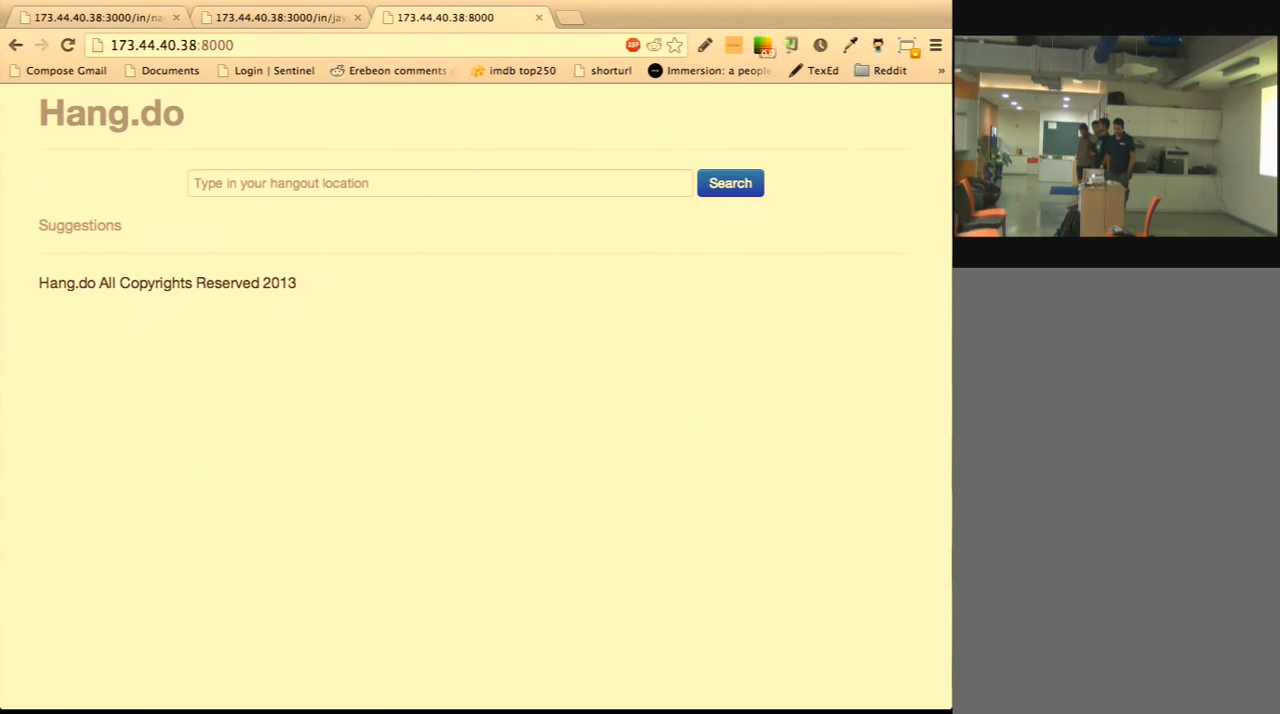 173.44.40.38:3000/in/na
173.44.40.38:3000/in/jay
173.44.40.38:8000
173.44.40.38:8000
Compose Gmail
Documents
Login | Sentinel
Erebeon comments
imdb top250
shorturl
Immersion: a people
TexEd
Reddit
»
Hang.do
Type in your hangout location
Search
Suggestions
Hang.do All Copyrights Reserved 2013